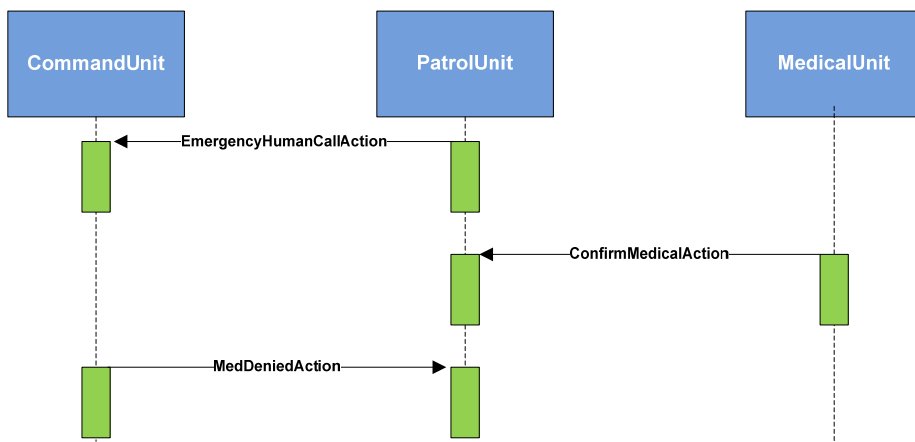 CommandUnit
PatrolUnit
MedicalUnit
EmergencyHumanCallAction
ConfirmMedicalAction
MedDeniedAction